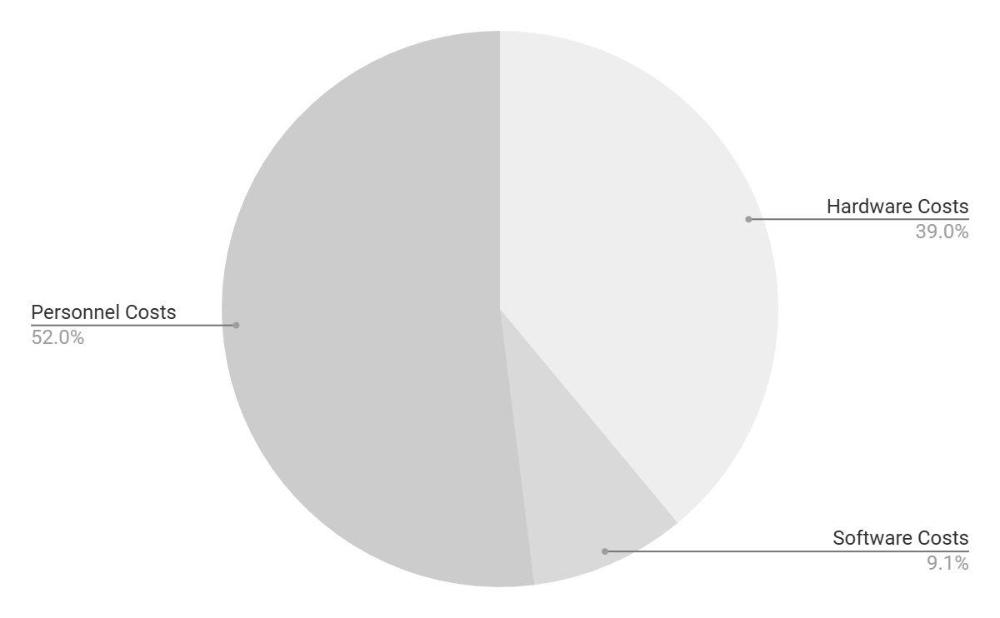 Hardware Costs
39.0%
Personnel Costs
52.0%
Software Costs
9.1%